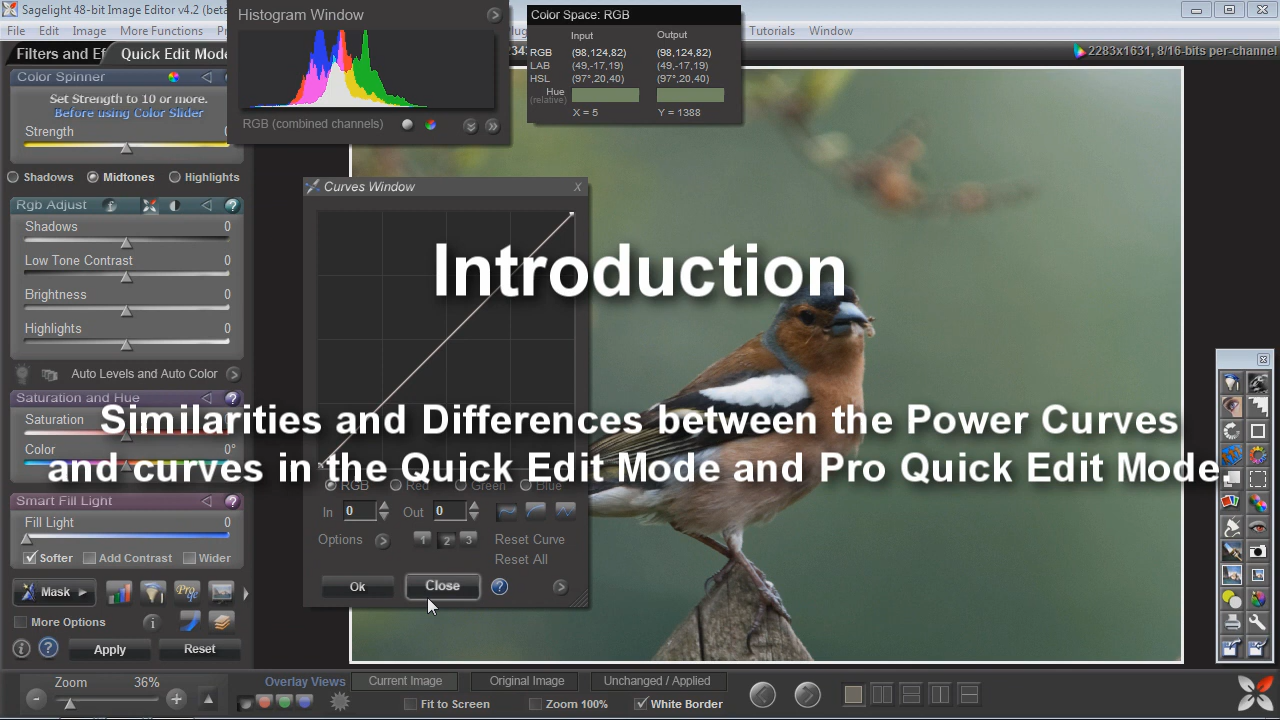 Sagelight 48-bit Image Editor v4.2 (beta
File Edit Image More Functions Pr
Tutorials Window
Filters and Ef
Quick Edit Mode
2283x1631, 8/16-bits per-channel
Histogram Window
RGB (combined channels)
Color Space: RGB
Input Output
RGB (98,124,82) (98,124,82)
LAB (49,-17,19) (49,-17,19)
HSL (97°,20,40) (97°,20,40)
Hue
(relative)
X = 5 Y = 1388
Color Spinner
Set Strength to 10 or more.
Before using Color Slider
Strength
Shadows Midtones Highlights
Rgb Adjust
Shadows 0
Low Tone Contrast 0
Brightness 0
Highlights 0
Auto Levels and Auto Color
Saturation and Hue
Saturation
Color 0°
Smart Fill Light
Fill Light 0
Softer Add Contrast Wider
Mask
Pro
More Options
Apply Reset
Curves Window
X
RGB Red Green Blue
In 0 Out 0
Options 1 2 3 Reset Curve
Reset All
Ok Close
Introduction
Similarities and Differences between the Power Curves
and curves in the Quick Edit Mode and Pro Quick Edit Mode
Zoom 36%
Overlay Views Current Image Original Image Unchanged / Applied
Fit to Screen Zoom 100% White Border